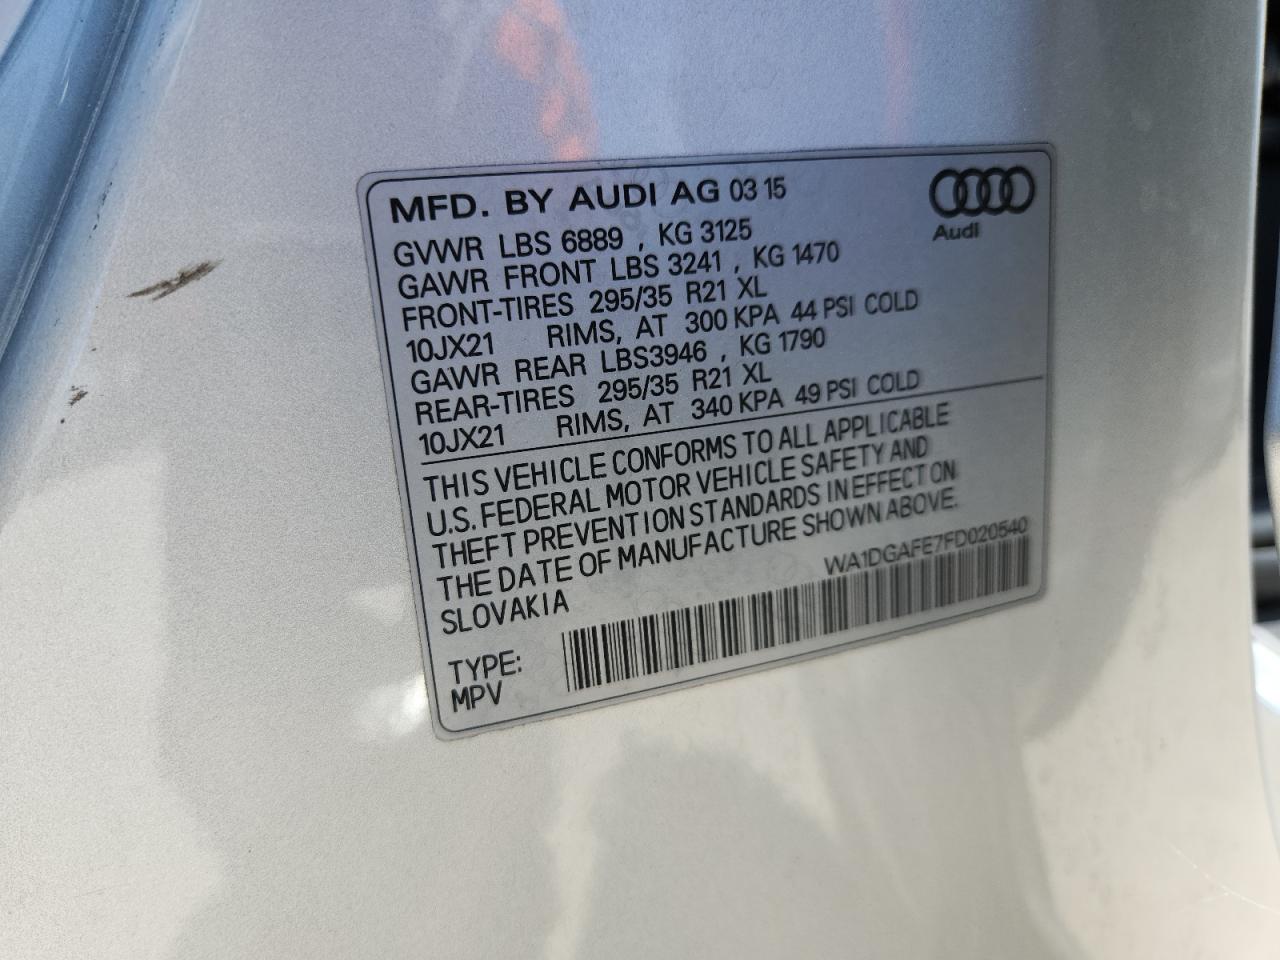 MFD. BY AUDI AG 03 15
Audi
GVWR LBS 6889 , KG 3125
GAWR FRONT LBS 3241 , KG 1470
FRONT-TIRES 295/35 R21 XL
10JX21 RIMS, AT 300 KPA 44 PSI COLD
GAWR REAR LBS3946 , KG 1790
REAR-TIRES 295/35 R21 XL
10JX21 RIMS, AT 340 KPA 49 PSI COLD
THIS VEHICLE CONFORMS TO ALL APPLICABLE
U.S. FEDERAL MOTOR VEHICLE SAFETY AND
THEFT PREVENTION STANDARDS IN EFFECT ON
THE DATE OF MANUFACTURE SHOWN ABOVE.
SLOVAKIA
WA1DGAFE7FD020540
TYPE:
MPV